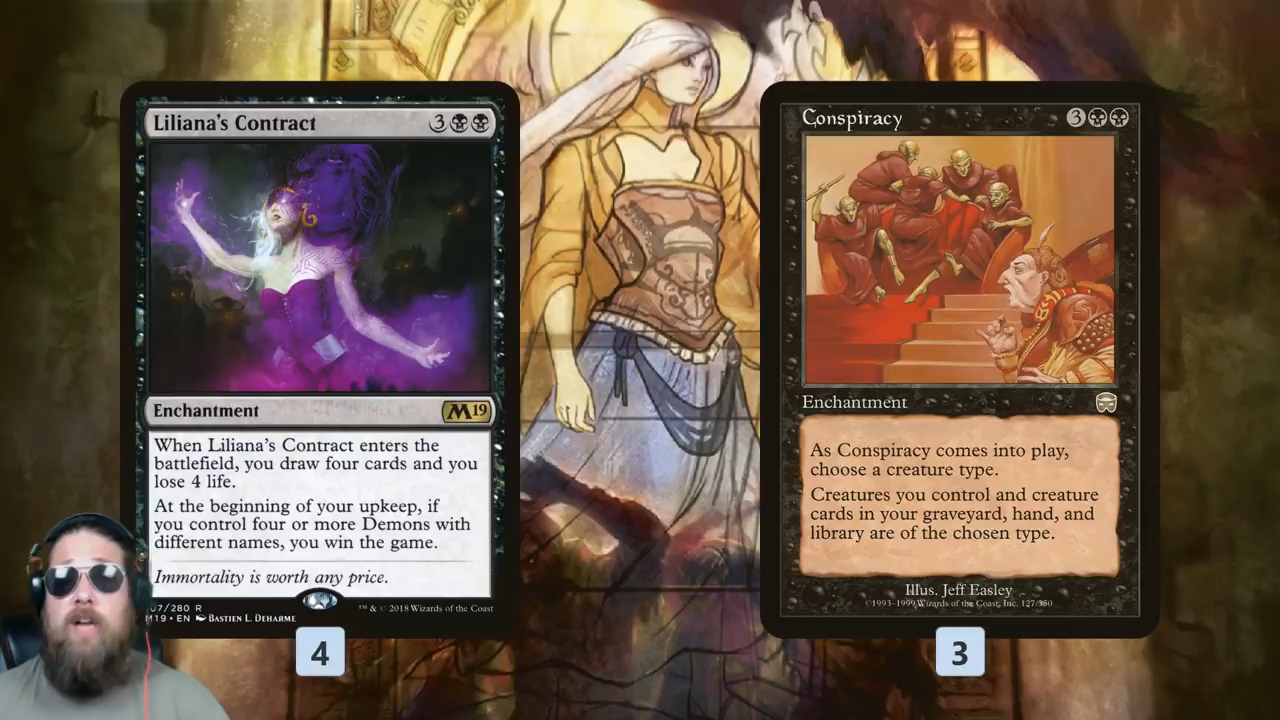 Liliana's Contract
3
Enchantment
M19
When Liliana's Contract enters the
battlefield, you draw four cards and you
lose 4 life.
At the beginning of your upkeep, if
you control four or more Demons with
different names, you win the game.
Immortality is worth any price.
07/280 R
M19 • EN BASTIEN L. DEHARME
™ & © 2018 Wizards of the Coast
4
Conspiracy
3
Enchantment
As Conspiracy comes into play,
choose a creature type.
Creatures you control and creature
cards in your graveyard, hand, and
library are of the chosen type.
Illus. Jeff Easley
©1993-1999 Wizards of the Coast, Inc. 127/350
3